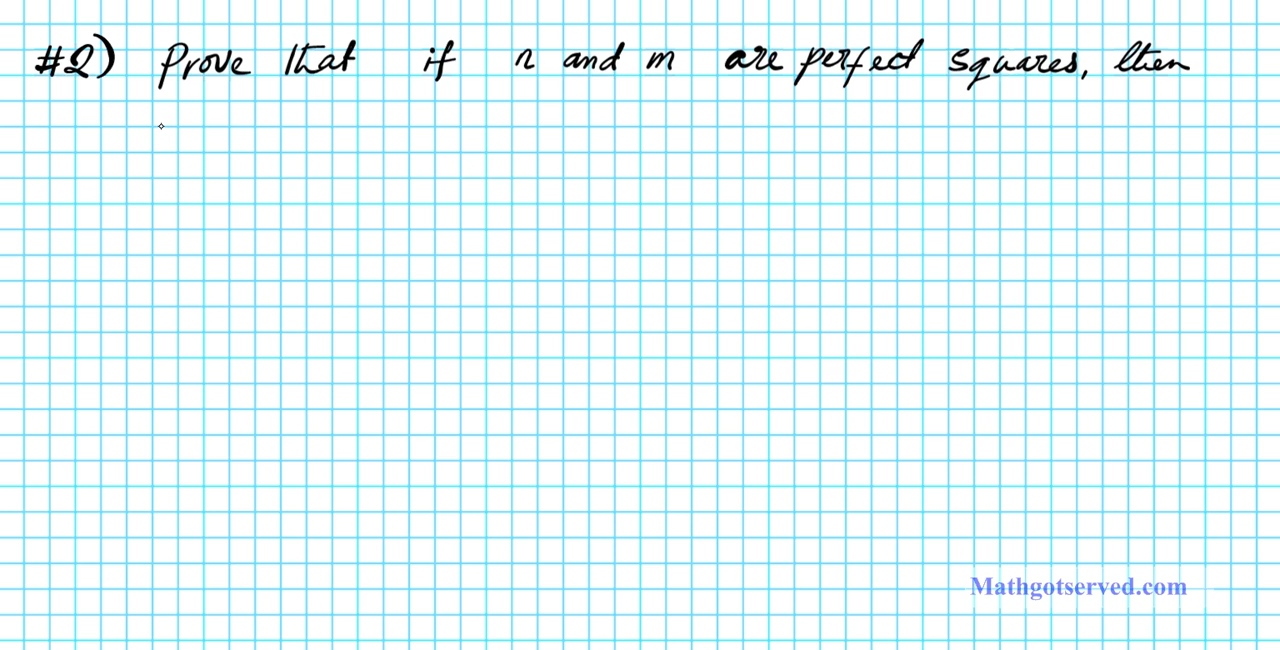 #2) Prove that if n and m are perfect squares, then
Mathgotserved.com